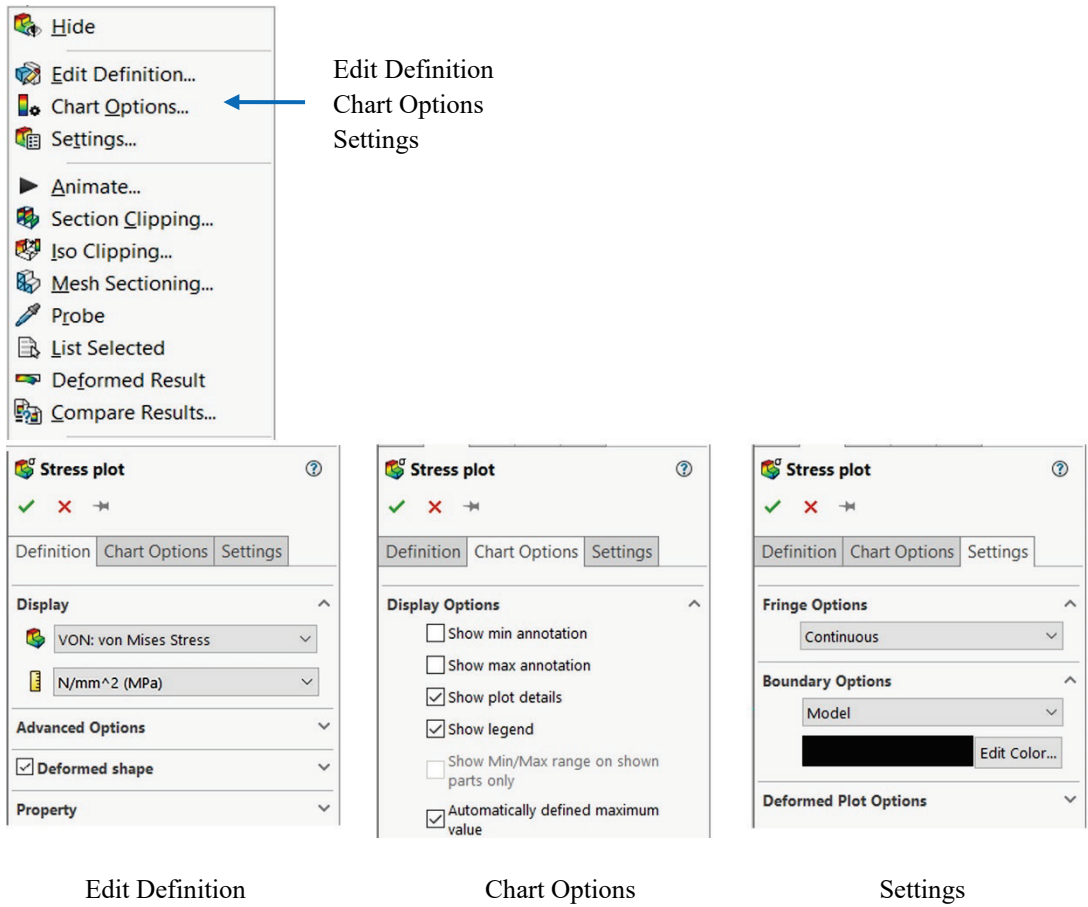 Hide
Edit Definition...
Chart Options...
Settings...
Edit Definition
Chart Options
Settings
Animate...
Section Clipping...
Iso Clipping...
Mesh Sectioning...
Probe
List Selected
Deformed Result
Compare Results...
Stress plot
Definition Chart Options Settings
Display
VON: von Mises Stress
N/mm^2 (MPa)
Advanced Options
Deformed shape
Property
Edit Definition
Stress plot
Definition Chart Options Settings
Display Options
Show min annotation
Show max annotation
Show plot details
Show legend
Show Min/Max range on shown
parts only
Automatically defined maximum
value
Chart Options
Stress plot
Definition Chart Options Settings
Fringe Options
Continuous
Boundary Options
Model
Edit Color...
Deformed Plot Options
Settings